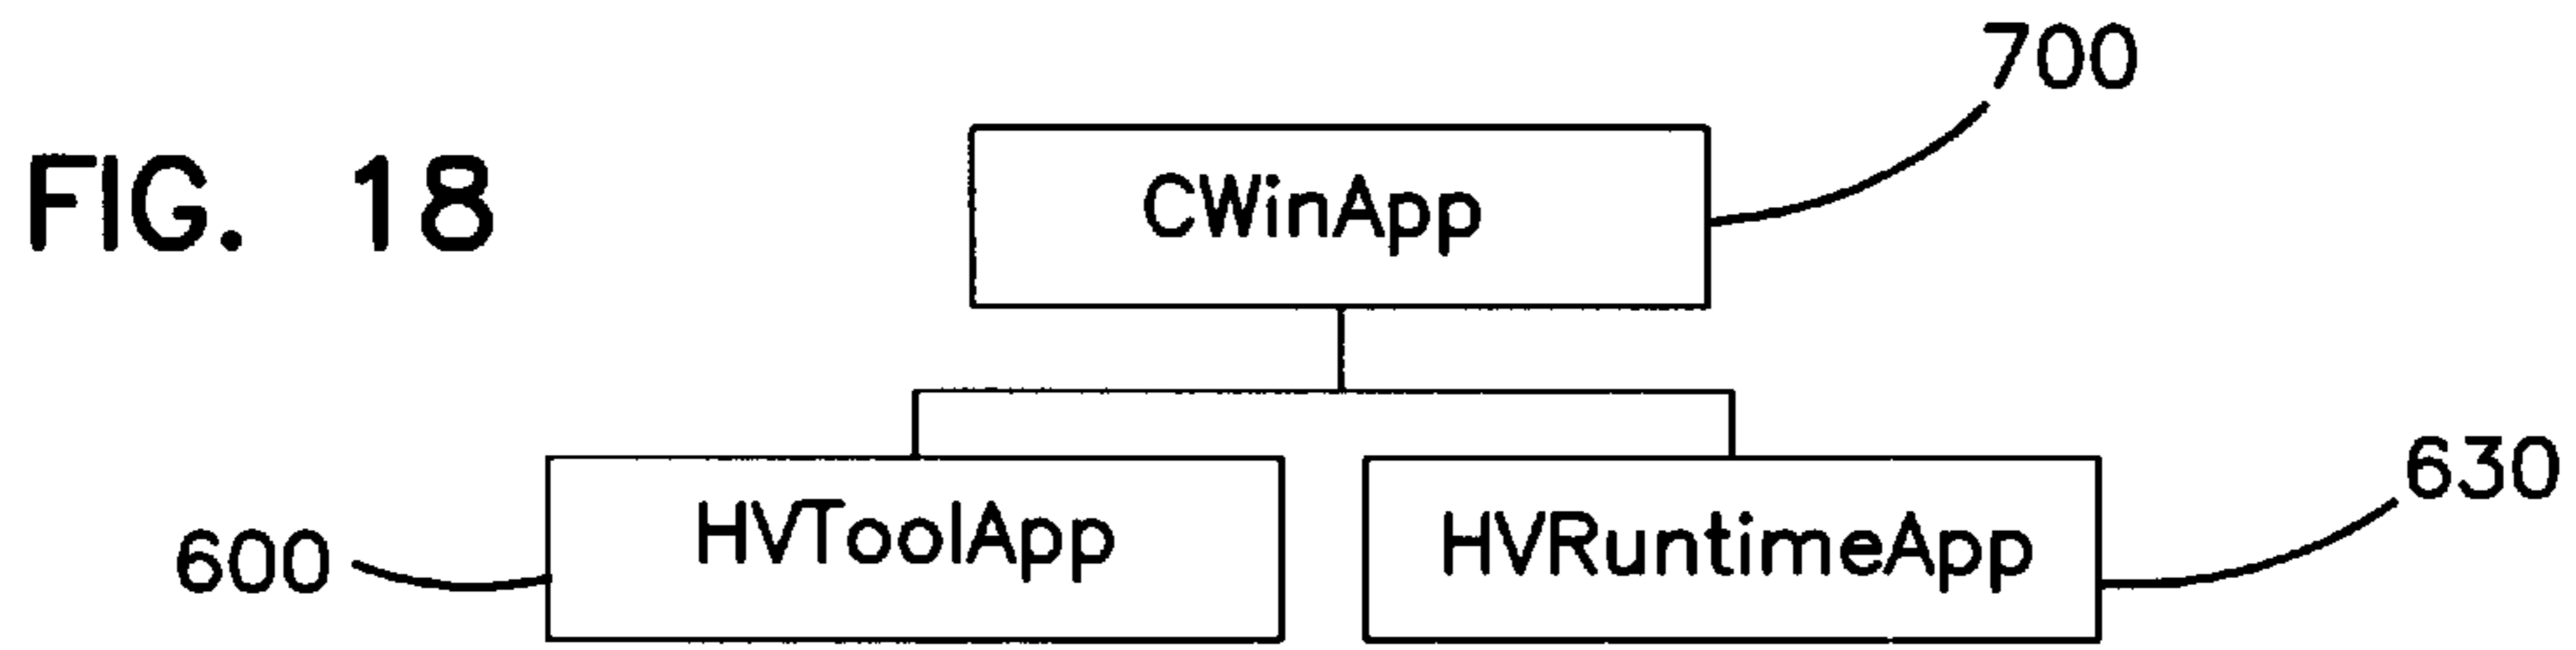 700
FIG. 18
CWinApp
630
HVToolApp
HVRuntimeApp
600